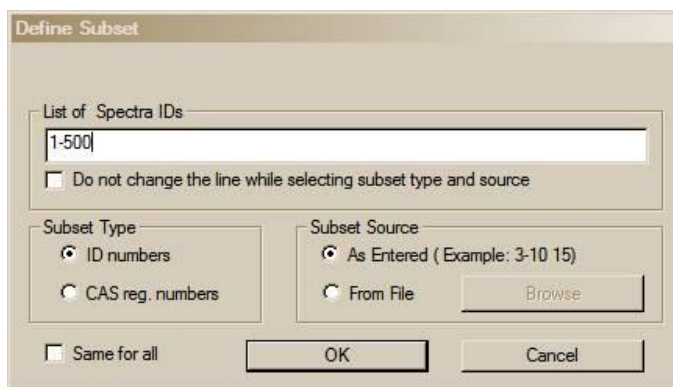 Define Subset
List of Spectra IDs
1-500
Do not change the line while selecting subset type and source
Subset Type
ID numbers
CAS reg. numbers
Subset Source
As Entered ( Example: 3-10 15)
From File
Browse
Same for all
OK
Cancel